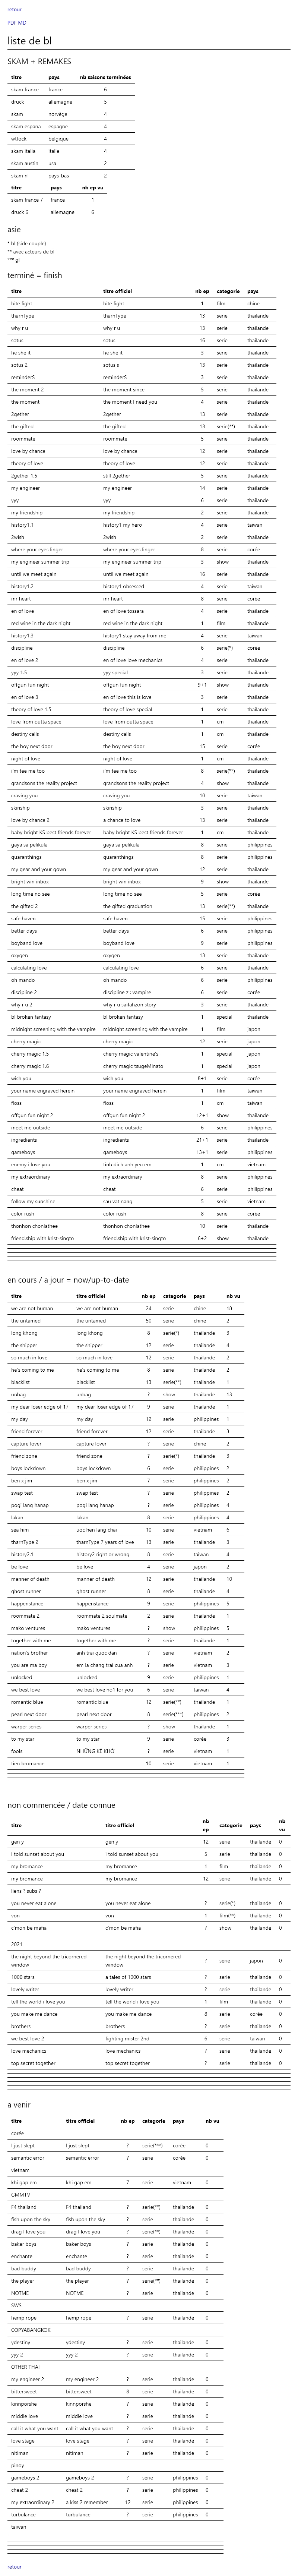 retour
PDF MD
liste de bl
SKAM + REMAKES
titre pays nb saisons terminées
skam france france 6
druck allemagne 5
skam norvège 4
skam espana espagne 4
wtfock belgique 4
skam italia italie 4
skam austin usa 2
skam nl pays-bas 2
titre pays nb ep vu
skam france 7 france 1
druck 6 allemagne 6
asie
* bl (side couple)
** avec acteurs de bl
*** gl
terminé = finish
titre titre officiel nb ep categorie pays
bite fight bite fight 1 film chine
tharnType tharnType 13 serie thailande
why r u why r u 13 serie thailande
sotus sotus 16 serie thailande
he she it he she it 3 serie thailande
sotus 2 sotus s 13 serie thailande
reminderS reminderS 3 serie thailande
the moment 2 the moment since 5 serie thailande
the moment the moment I need you 4 serie thailande
2gether 2gether 13 serie thailande
the gifted the gifted 13 serie(**) thailande
roommate roommate 5 serie thailande
love by chance love by chance 12 serie thailande
theory of love theory of love 12 serie thailande
2gether 1.5 still 2gether 5 serie thailande
my engineer my engineer 14 serie thailande
yyy yyy 6 serie thailande
my friendship my friendship 2 serie thailande
history1.1 history1 my hero 4 serie taiwan
2wish 2wish 2 serie thailande
where your eyes linger where your eyes linger 8 serie corée
my engineer summer trip my engineer summer trip 3 show thailande
until we meet again until we meet again 16 serie thailande
history1.2 history1 obsessed 4 serie taiwan
mr heart mr heart 8 serie corée
en of love en of love tossara 4 serie thailande
red wine in the dark night red wine in the dark night 1 film thailande
history1.3 history1 stay away from me 4 serie taiwan
discipline discipline 6 serie(*) corée
en of love 2 en of love love mechanics 4 serie thailande
yyy 1.5 yyy special 3 serie thailande
offgun fun night offgun fun night 9+1 show thailande
en of love 3 en of love this is love 3 serie thailande
theory of love 1.5 theory of love special 1 serie thailande
love from outta space love from outta space 1 cm thailande
destiny calls destiny calls 1 cm thailande
the boy next door the boy next door 15 serie corée
night of love night of love 1 cm thailande
i'm tee me too i'm tee me too 8 serie(**) thailande
grandsons the reality project grandsons the reality project 4 show thailande
craving you craving you 10 serie taiwan
skinship skinship 3 serie thailande
love by chance 2 a chance to love 13 serie thailande
baby bright KS best friends forever baby bright KS best friends forever 1 cm thailande
gaya sa pelikula gaya sa pelikula 8 serie philippines
quaranthings quaranthings 8 serie philippines
my gear and your gown my gear and your gown 12 serie thailande
bright win inbox bright win inbox 9 show thailande
long time no see long time no see 5 serie corée
the gifted 2 the gifted graduation 13 serie(**) thailande
safe haven safe haven 15 serie philippines
better days better days 6 serie philippines
boyband love boyband love 9 serie philippines
oxygen oxygen 13 serie thailande
calculating love calculating love 6 serie thailande
oh mando oh mando 6 serie philippines
discipline 2 discipline z : vampire 6 serie corée
why r u 2 why r u saifahzon story 3 serie thailande
bl broken fantasy bl broken fantasy 1 special thailande
midnight screening with the vampire midnight screening with the vampire 1 film japon
cherry magic cherry magic 12 serie japon
cherry magic 1.5 cherry magic valentine's 1 special japon
cherry magic 1.6 cherry magic tsugeMinato 1 special japon
wish you wish you 8+1 serie corée
your name engraved herein your name engraved herein 1 film taiwan
floss floss 1 cm taiwan
offgun fun night 2 offgun fun night 2 12+1 show thailande
meet me outside meet me outside 6 serie philippines
ingredients ingredients 21+1 serie thailande
gameboys gameboys 13+1 serie philippines
enemy i love you tinh dich anh yeu em 1 cm vietnam
my extraordinary my extraordinary 8 serie philippines
cheat cheat 6 serie philippines
follow my sunshine sau vat nang 5 serie vietnam
color rush color rush 8 serie corée
thonhon chonlathee thonhon chonlathee 10 serie thailande
friend.ship with krist-singto friend.ship with krist-singto 6+2 show thailande
en cours / a jour = now/up-to-date
titre titre officiel nb ep categorie pays nb vu
we are not human we are not human 24 serie chine 18
the untamed the untamed 50 serie chine 2
long khong long khong 8 serie(*) thailande 3
the shipper the shipper 12 serie thailande 4
so much in love so much in love 12 serie thailande 2
he's coming to me he's coming to me 8 serie thailande 2
blacklist blacklist 13 serie(**) thailande 1
unbag unbag ? show thailande 13
my dear loser edge of 17 my dear loser edge of 17 9 serie thailande 1
my day my day 12 serie philippines 1
friend forever friend forever 12 serie thailande 3
capture lover capture lover ? serie chine 2
friend zone friend zone ? serie(*) thailande 3
boys lockdown boys lockdown 6 serie philippines 2
ben x jim ben x jim 7 serie philippines 2
swap test swap test ? serie philippines 2
pogi lang hanap pogi lang hanap ? serie philippines 4
lakan lakan 8 serie philippines 4
sea him uoc hen lang chai 10 serie vietnam 6
tharnType 2 tharnType 7 years of love 13 serie thailande 3
history2.1 history2 right or wrong 8 serie taiwan 4
be love be love 4 serie japon 2
manner of death manner of death 12 serie thailande 10
ghost runner ghost runner 8 serie thailande 4
happenstance happenstance 9 serie philippines 5
roommate 2 roommate 2 soulmate 2 serie thailande 1
mako ventures mako ventures ? show philippines 5
together with me together with me ? serie thailande 1
nation's brother anh trai quoc dan ? serie vietnam 2
you are ma boy em la chang trai cua anh ? serie vietnam 3
unlocked unlocked 9 serie philippines 1
we best love we best love no1 for you 6 serie taiwan 4
romantic blue romantic blue 12 serie(**) thailande 1
pearl next door pearl next door 8 serie(***) philippines 2
warper series warper series ? show thailande 1
to my star to my star 9 serie corée 3
fools NHỮNG KẺ KHỜ ? serie vietnam 1
tien bromance 10 serie vietnam 1
non commencée / date connue
titre titre officiel nb ep categorie pays nb vu
gen y gen y 12 serie thailande 0
i told sunset about you i told sunset about you 5 serie thailande 0
my bromance my bromance 1 film thailande 0
my bromance my bromance 12 serie thailande 0
liens ? subs ?
you never eat alone you never eat alone ? serie(*) thailande 0
von von 1 film(**) thailande 0
c'mon be mafia c'mon be mafia ? show thailande 0
2021
the night beyond the tricornered window the night beyond the tricornered window ? serie japon 0
1000 stars a tales of 1000 stars ? serie thailande 0
lovely writer lovely writer ? serie thailande 0
tell the world i love you tell the world i love you 1 film thailande 0
you make me dance you make me dance 8 serie corée 0
brothers brothers ? serie thailande 0
we best love 2 fighting mister 2nd 6 serie taiwan 0
love mechanics love mechanics ? serie thailande 0
top secret together top secret together ? serie thailande 0
a venir
titre titre officiel nb ep categorie pays nb vu
corée
I just slept I just slept ? serie(***) corée 0
semantic error semantic error ? serie corée 0
vietnam
khi gap em khi gap em 7 serie vietnam 0
GMMTV
F4 thailand F4 thailand ? serie(**) thailande 0
fish upon the sky fish upon the sky ? serie thailande 0
drag I love you drag I love you ? serie(**) thailande 0
baker boys baker boys ? serie thailande 0
enchante enchante ? serie thailande 0
bad buddy bad buddy ? serie thailande 0
the player the player ? serie(**) thailande 0
NOTME NOTME ? serie thailande 0
SWS
hemp rope hemp rope ? serie thailande 0
COPYABANGKOK
ydestiny ydestiny ? serie thailande 0
yyy 2 yyy 2 ? serie thailande 0
OTHER THAI
my engineer 2 my engineer 2 ? serie thailande 0
bittersweet bittersweet 8 serie thailande 0
kinnporshe kinnporshe ? serie thailande 0
middle love middle love ? serie thailande 0
call it what you want call it what you want ? serie thailande 0
love stage love stage ? serie thailande 0
nitiman nitiman ? serie thailande 0
pinoy
gameboys 2 gameboys 2 ? serie philippines 0
cheat 2 cheat 2 ? serie philippines 0
my extraordinary 2 a kiss 2 remember 12 serie philippines 0
turbulance turbulance ? serie philippines 0
taiwan
retour